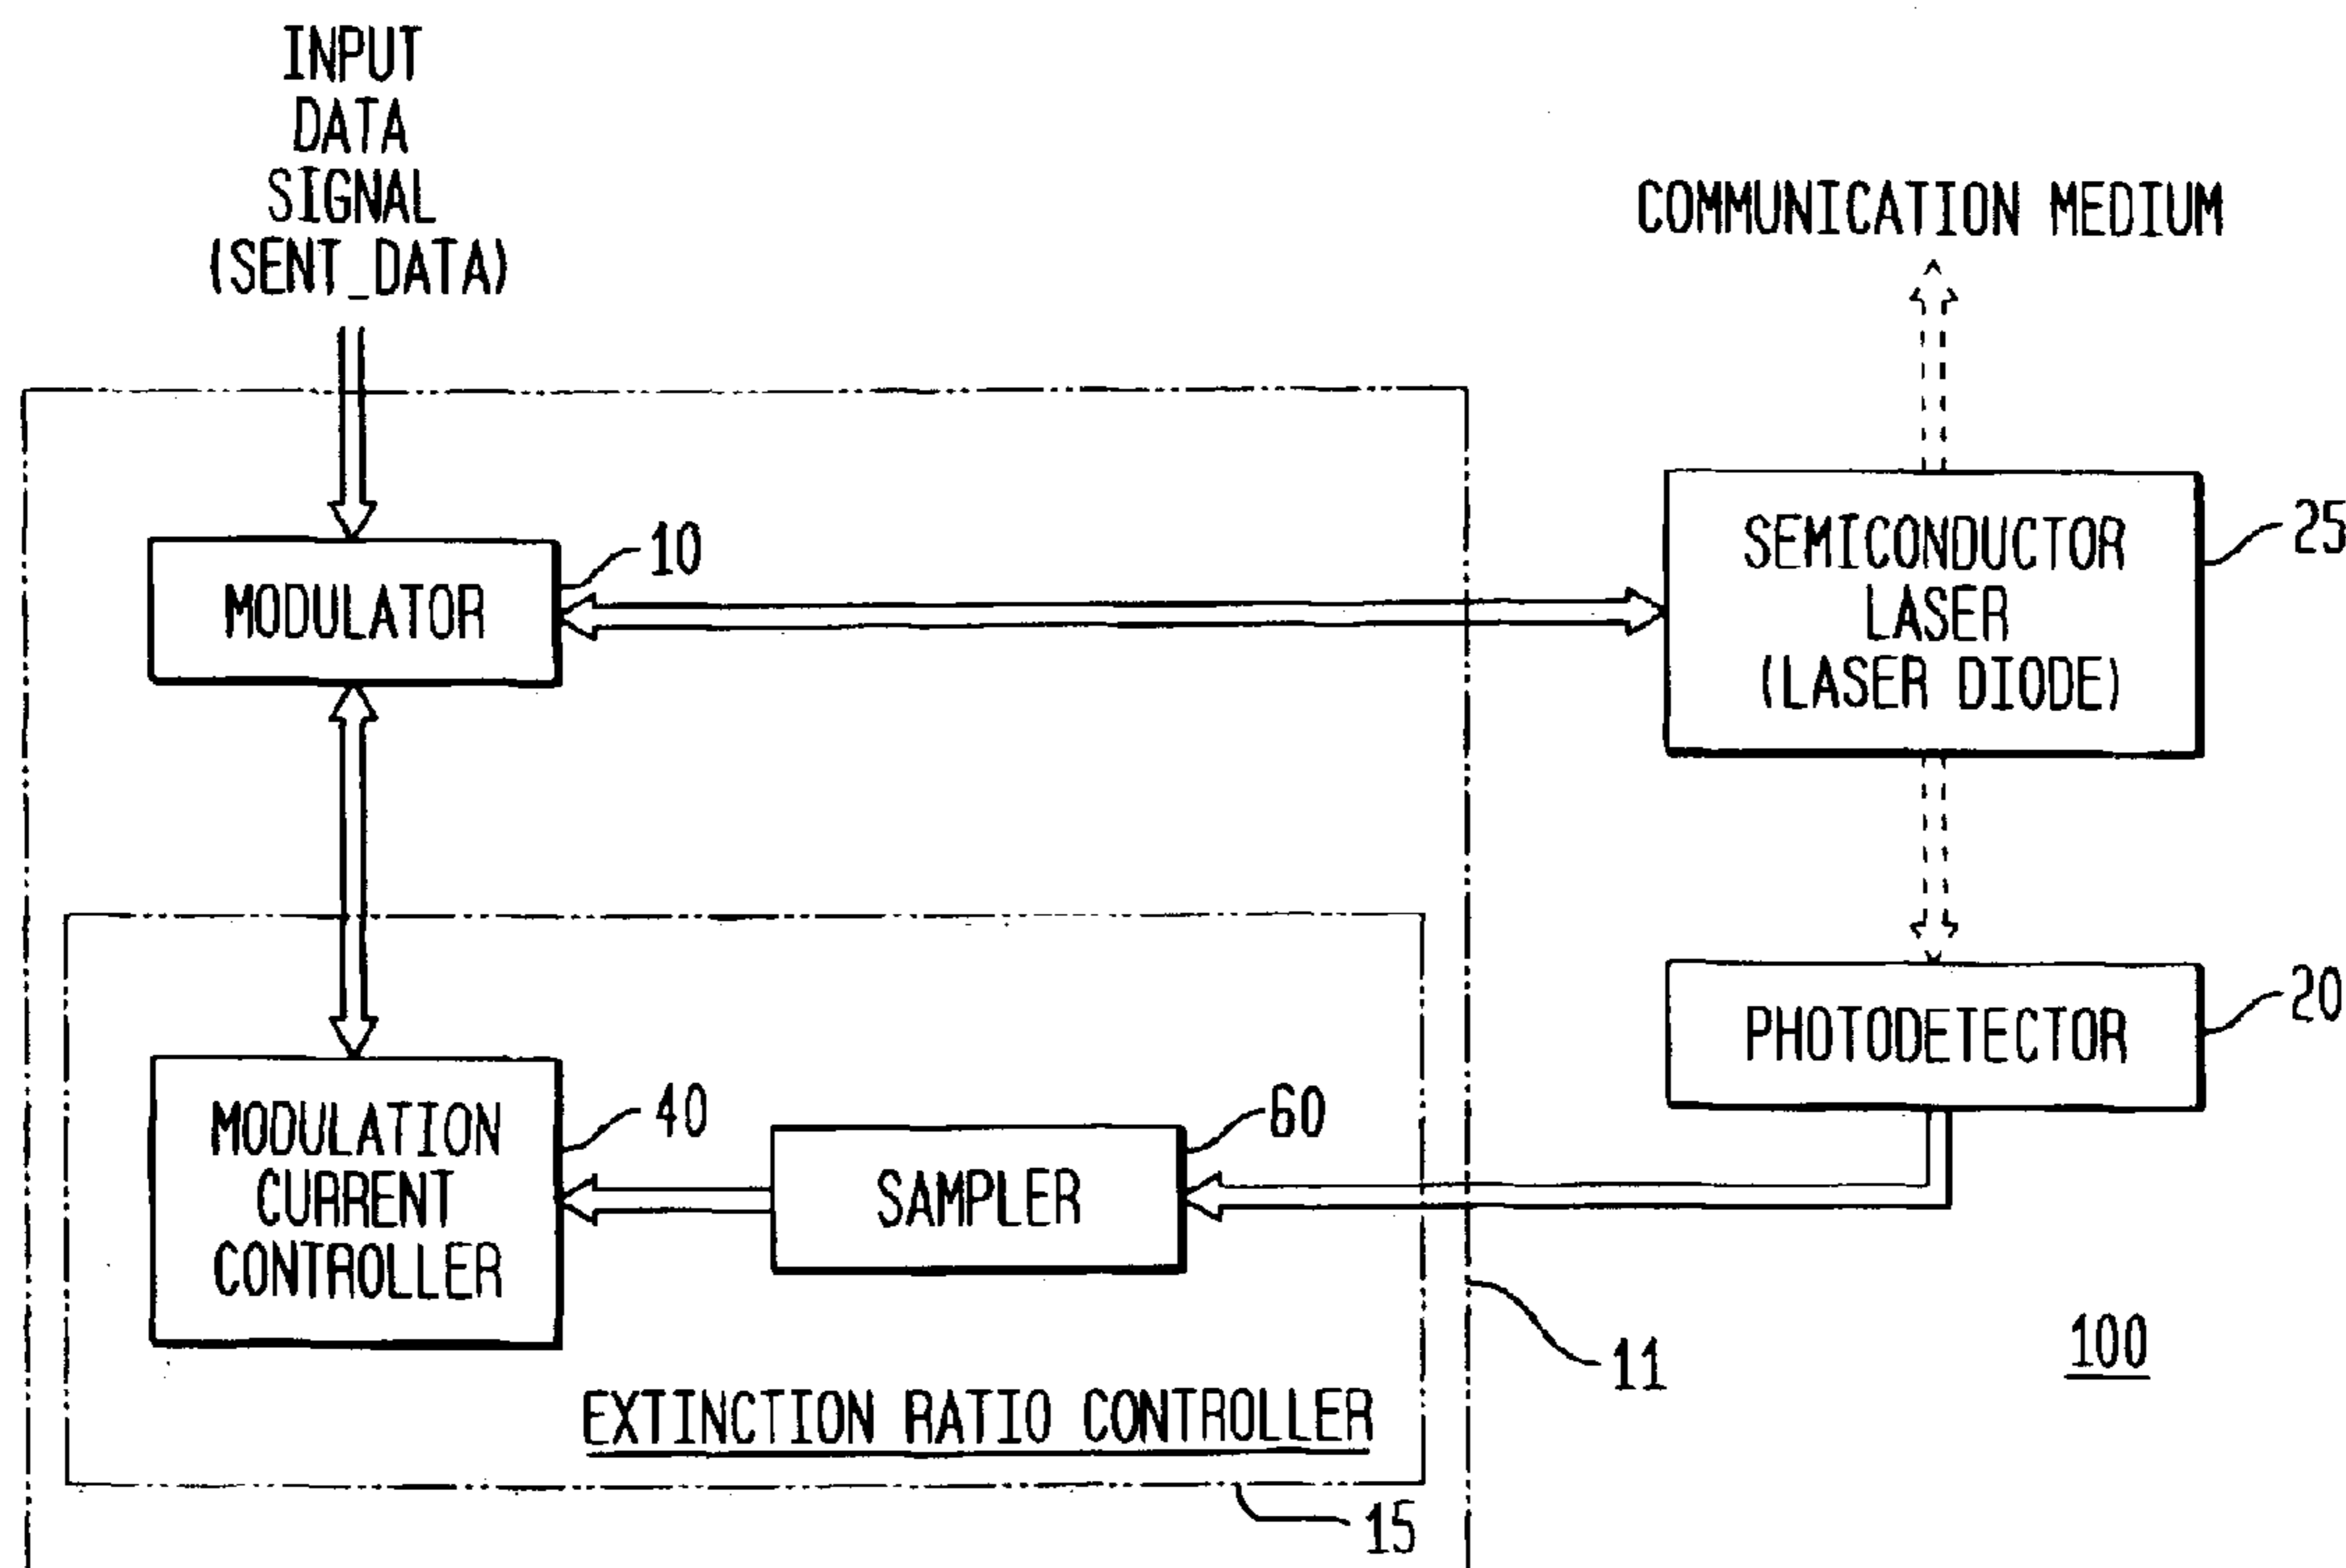 INPUT
DATA
SIGNAL
(SENT_DATA)
COMMUNICATION MEDIUM
10
MODULATOR
25
SEMICONDUCTOR
LASER
(LASER DIODE)
20
PHOTODETECTOR
40
MODULATION
CURRENT
CONTROLLER
60
SAMPLER
11
100
EXTINCTION RATIO CONTROLLER
15